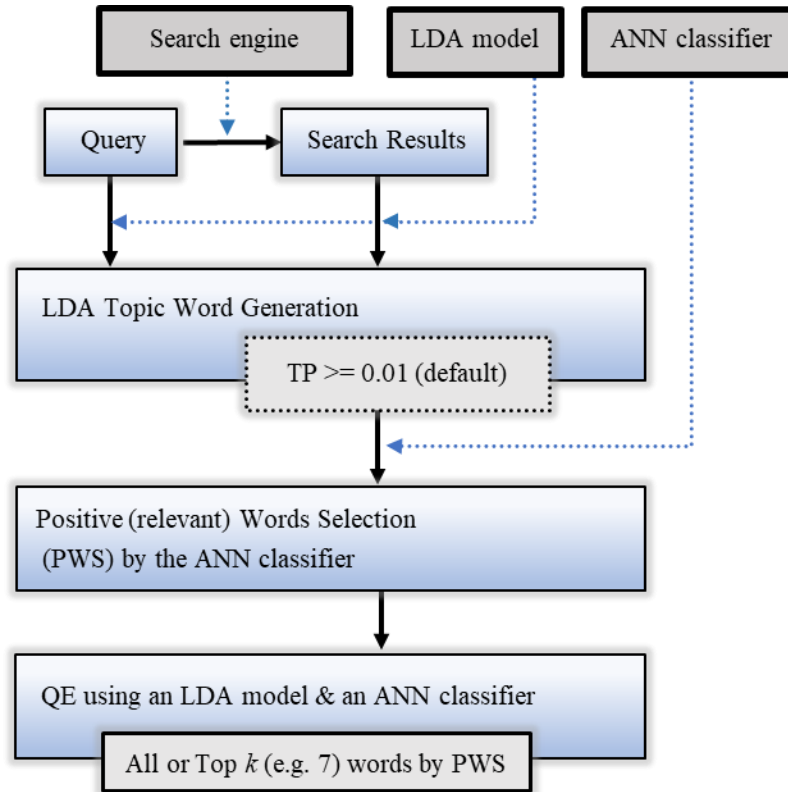 Search engine
LDA model
ANN classifier
Query
Search Results
LDA Topic Word Generation
TP >= 0.01 (default)
Positive (relevant) Words Selection
(PWS) by the ANN classifier
QE using an LDA model & an ANN classifier
All or Top k (e.g. 7) words by PWS